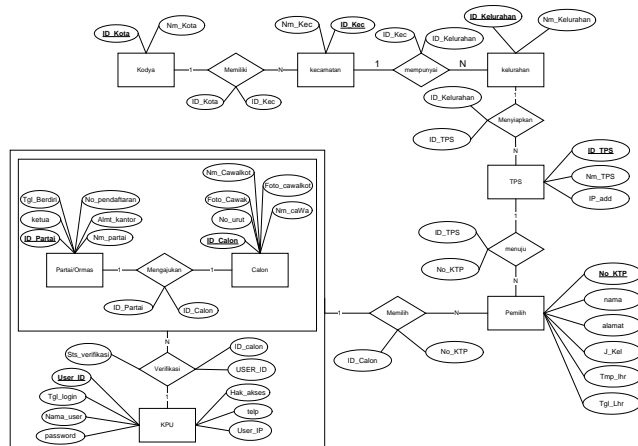 Nm_Kota
ID_Kota
Kodya
1
Memiliki
N
ID_Kota
ID_Kec
Nm_Kec
ID_Kec
kecamatan
1
mempunyai
N
ID_Kec
ID_Kelurahan
ID_Kelurahan
Nm_Kelurahan
kelurahan
1
ID_Kelurahan
Menyiapkan
ID_TPS
N
TPS
ID_TPS
Nm_TPS
IP_add
1
ID_TPS
menuju
No_KTP
N
Pemilih
No_KTP
nama
alamat
J_Kel
Tmp_lhr
Tgl_Lhr
1
Memilih
N
ID_Calon
No_KTP
Tgl_Berdiri
No_pendaftaran
ketua
Almt_kantor
ID_Partai
Nm_partai
Partai/Ormas
1
Mengajukan
1
ID_Partai
ID_Calon
Nm_Cawalkot
Foto_cawalkot
Foto_Cawak
Nm_caWa
No_urut
ID_Calon
Calon
N
Sts_verifikasi
Verifikasi
ID_calon
USER_ID
1
User_ID
Tgl_login
Nama_user
password
KPU
Hak_akses
telp
User_IP